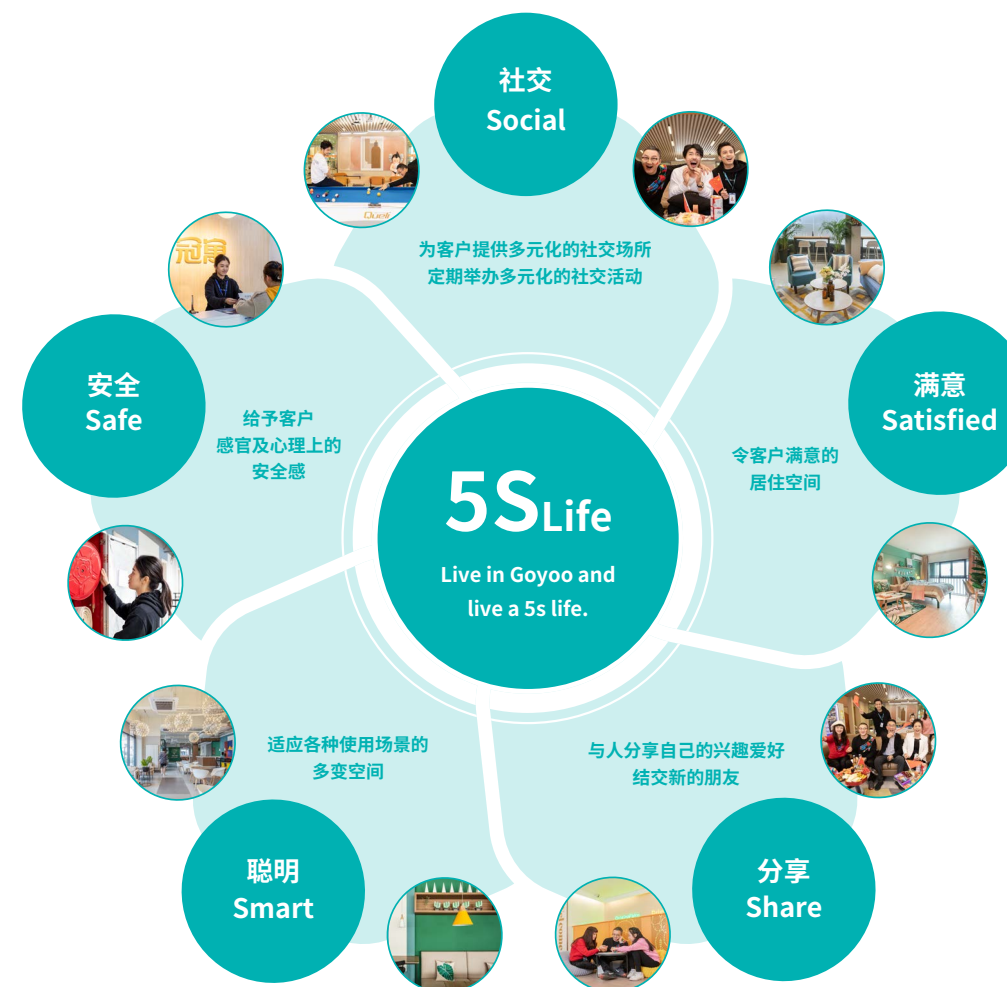 社交
Social
为客户提供多元化的社交场所
定期举办多元化的社交活动
安全
Safe
给予客户
感官及心理上的
安全感
满意
Satisfied
令客户满意的
居住空间
5S Life
Live in Goyoo and
live a 5s life.
适应各种使用场景的
多变空间
聪明
Smart
与人分享自己的兴趣爱好
结交新的朋友
分享
Share